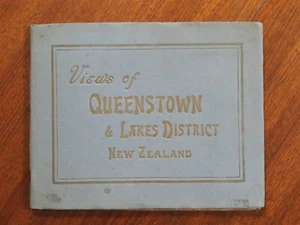 Views of
QUEENSTOWN
& LAKES DISTRICT
NEW ZEALAND